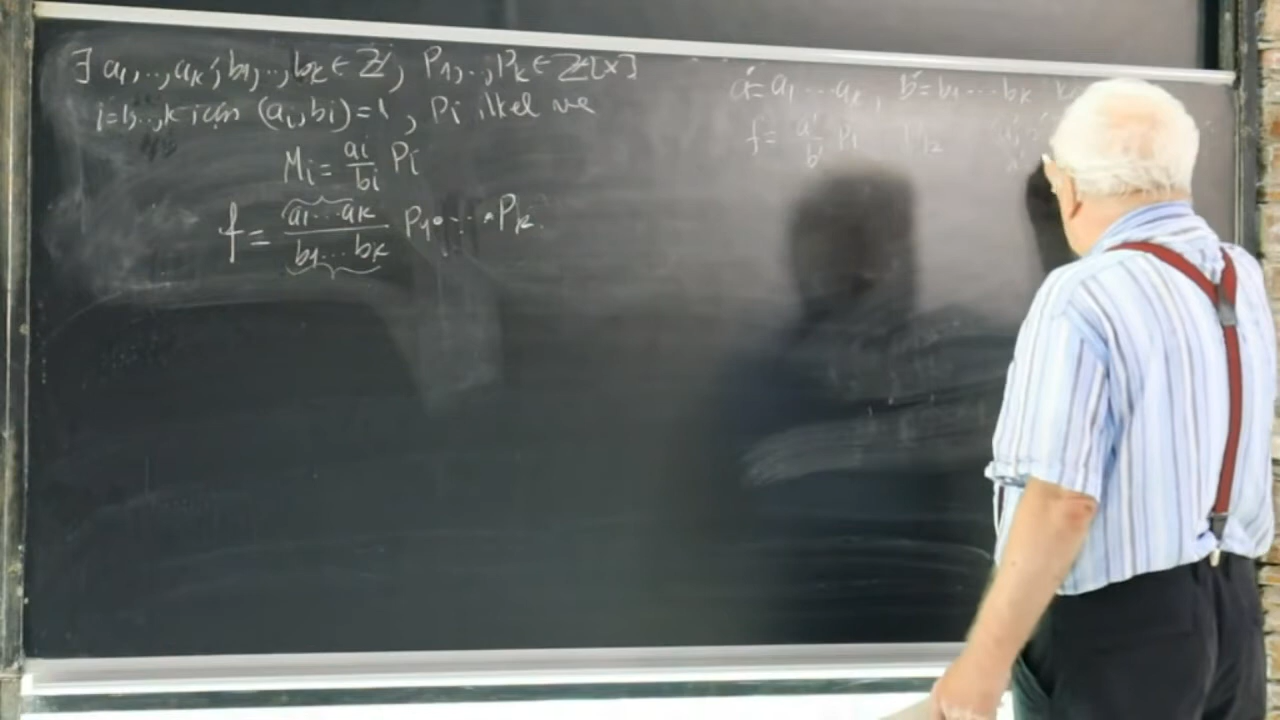 ∃ a₁,..,aₖ, b₁,..,bₖ ∈ ℤ, P₁,..,Pₖ ∈ ℤ[x]
i=1,..,k için (aᵢ,bᵢ)=1, Pᵢ ilkel ve
Mᵢ = aᵢ/bᵢ Pᵢ
f = a₁...aₖ/b₁...bₖ P₁.....Pₖ.
a'=a₁...aₖ, b'=b₁...bₖ
f = a'/b' P₁